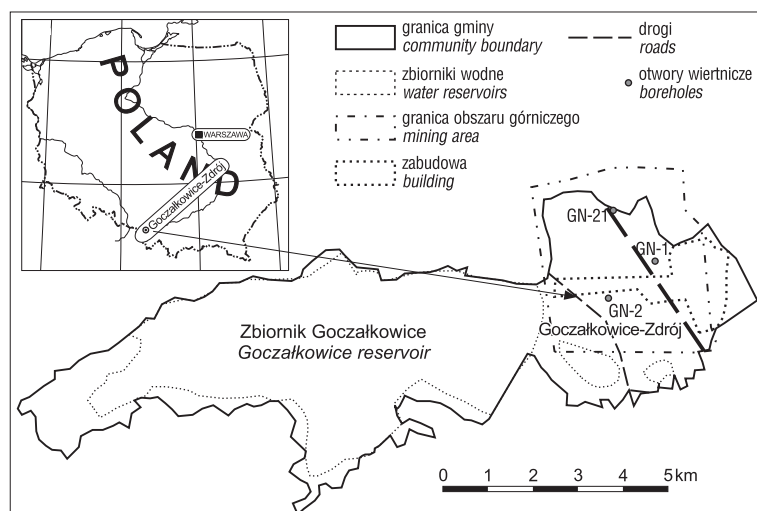 POLAND
WARSZAWA
Goczałkowice-Zdrój
granica gminy
community boundary
zbiorniki wodne
water reservoirs
granica obszaru górniczego
mining area
zabudowa
building
drogi
roads
otwory wiertnicze
boreholes
GN-21
GN-1
GN-2
Goczałkowice-Zdrój
Zbiornik Goczałkowice
Goczałkowice reservoir
0 1 2 3 4 5 km